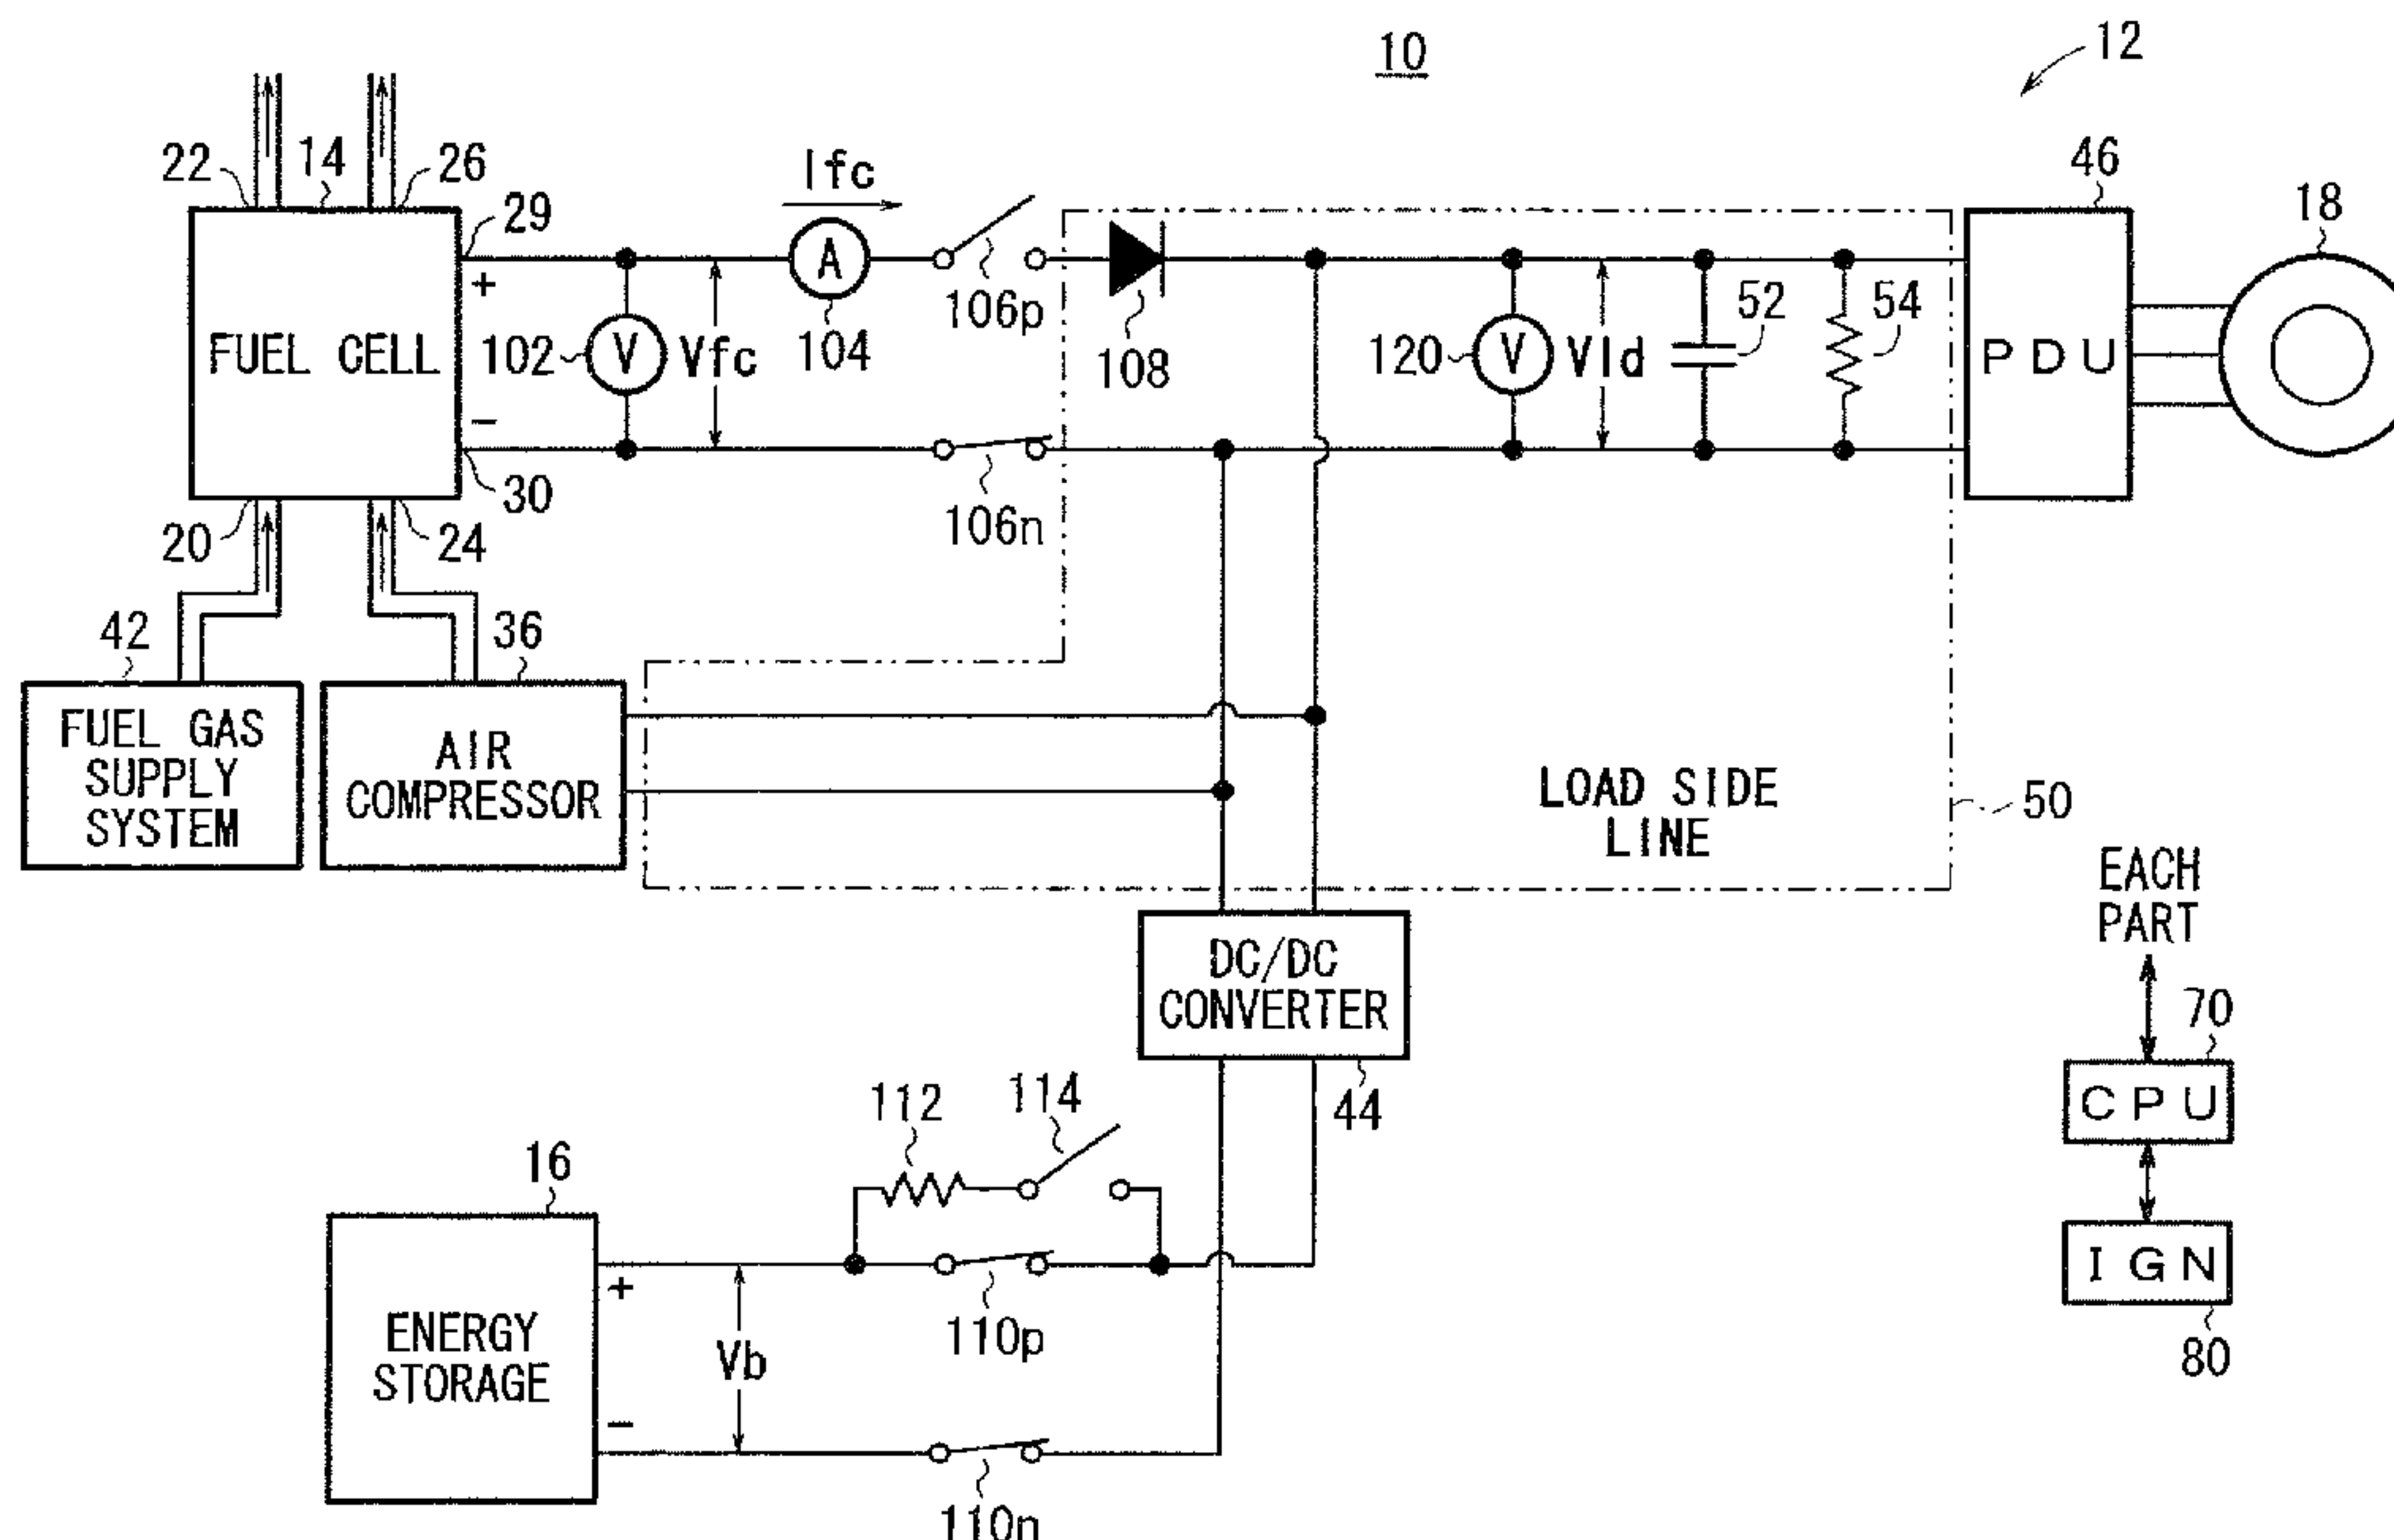 10
12
22
14
26
Ifc
46
18
29
+
A
106p
52
54
FUEL CELL
102
V
Vfc
104
108
120
V
Vld
PDU
−
30
106n
20
24
42
36
FUEL GAS
SUPPLY
SYSTEM
AIR
COMPRESSOR
LOAD SIDE
LINE
50
EACH
PART
DC/DC
CONVERTER
70
CPU
44
112
114
16
IGN
80
+
110p
ENERGY
STORAGE
Vb
−
110n